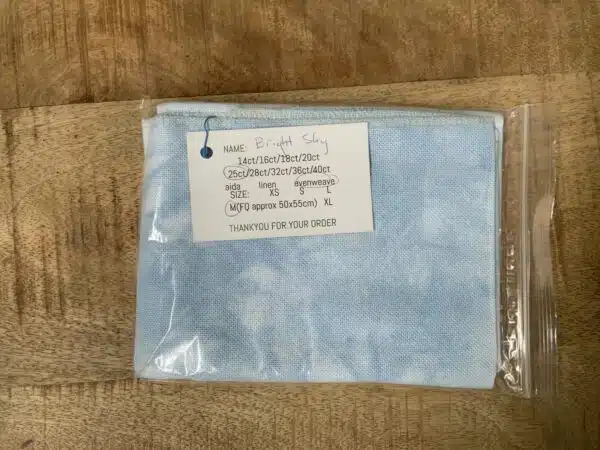 NAME: Bright Sky
14ct/16ct/18ct/20ct
25ct/28ct/32ct/36ct/40ct
aida linen evenweave
SIZE: XS S L
M(FQ approx 50x55cm) XL
THANKYOU FOR YOUR ORDER